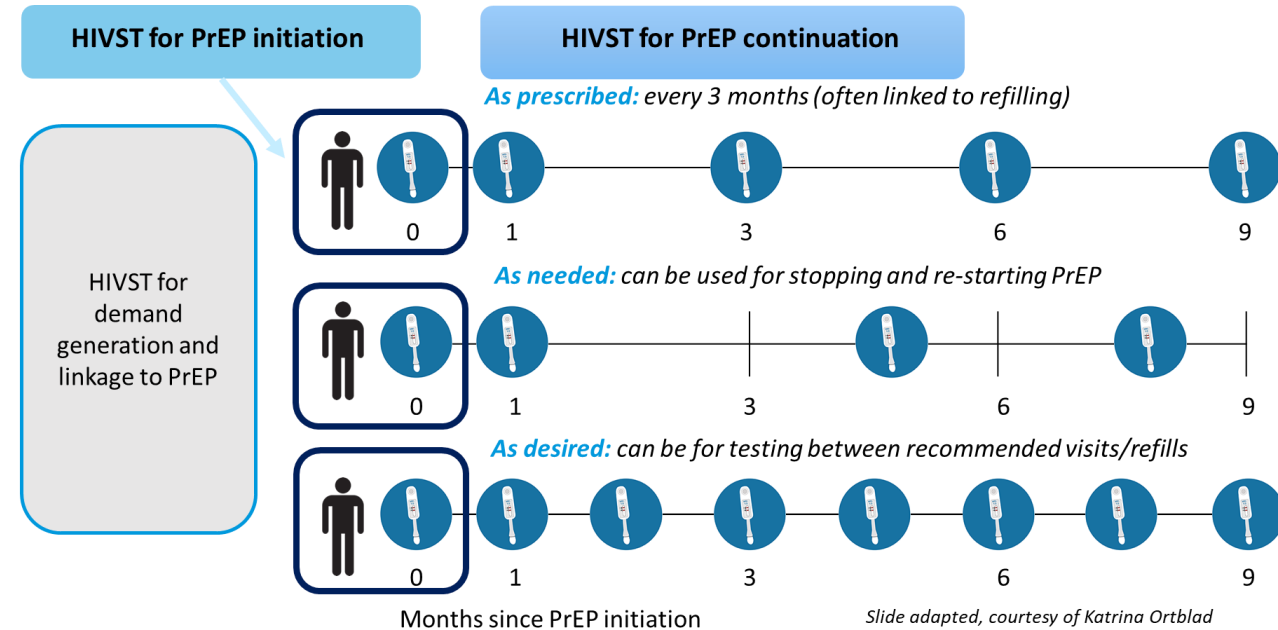 HIVST for PrEP initiation
HIVST for PrEP continuation
As prescribed: every 3 months (often linked to refilling)
0 1 3 6 9
HIVST for
demand
generation and
linkage to PrEP
As needed: can be used for stopping and re-starting PrEP
0 1 3 6 9
As desired: can be for testing between recommended visits/refills
0 1 3 6 9
Months since PrEP initiation
Slide adapted, courtesy of Katrina Ortblad